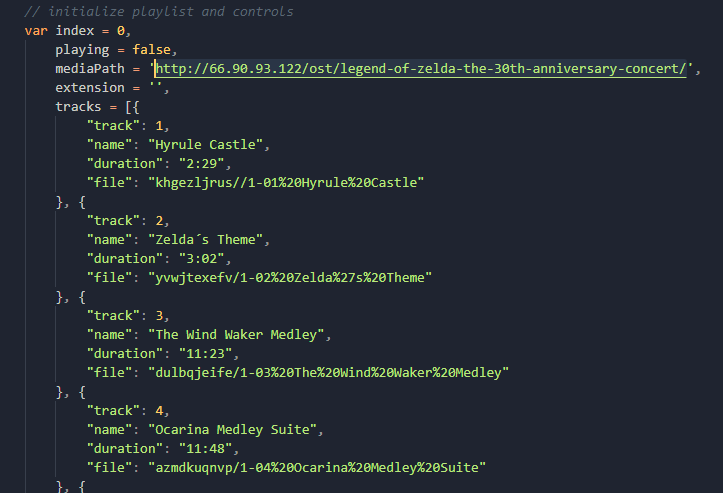 // initialize playlist and controls
var index = 0,
playing = false,
mediaPath = 'http://66.90.93.122/ost/legend-of-zelda-the-30th-anniversary-concert/',
extension = '',
tracks = [{
"track": 1,
"name": "Hyrule Castle",
"duration": "2:29",
"file": "khgezljrus//1-01%20Hyrule%20Castle"
}, {
"track": 2,
"name": "Zelda´s Theme",
"duration": "3:02",
"file": "yvwjtexefv/1-02%20Zelda%27s%20Theme"
}, {
"track": 3,
"name": "The Wind Waker Medley",
"duration": "11:23",
"file": "dulbqjeife/1-03%20The%20Wind%20Waker%20Medley"
}, {
"track": 4,
"name": "Ocarina Medley Suite",
"duration": "11:48",
"file": "azmdkuqnvp/1-04%20Ocarina%20Medley%20Suite"
}, {